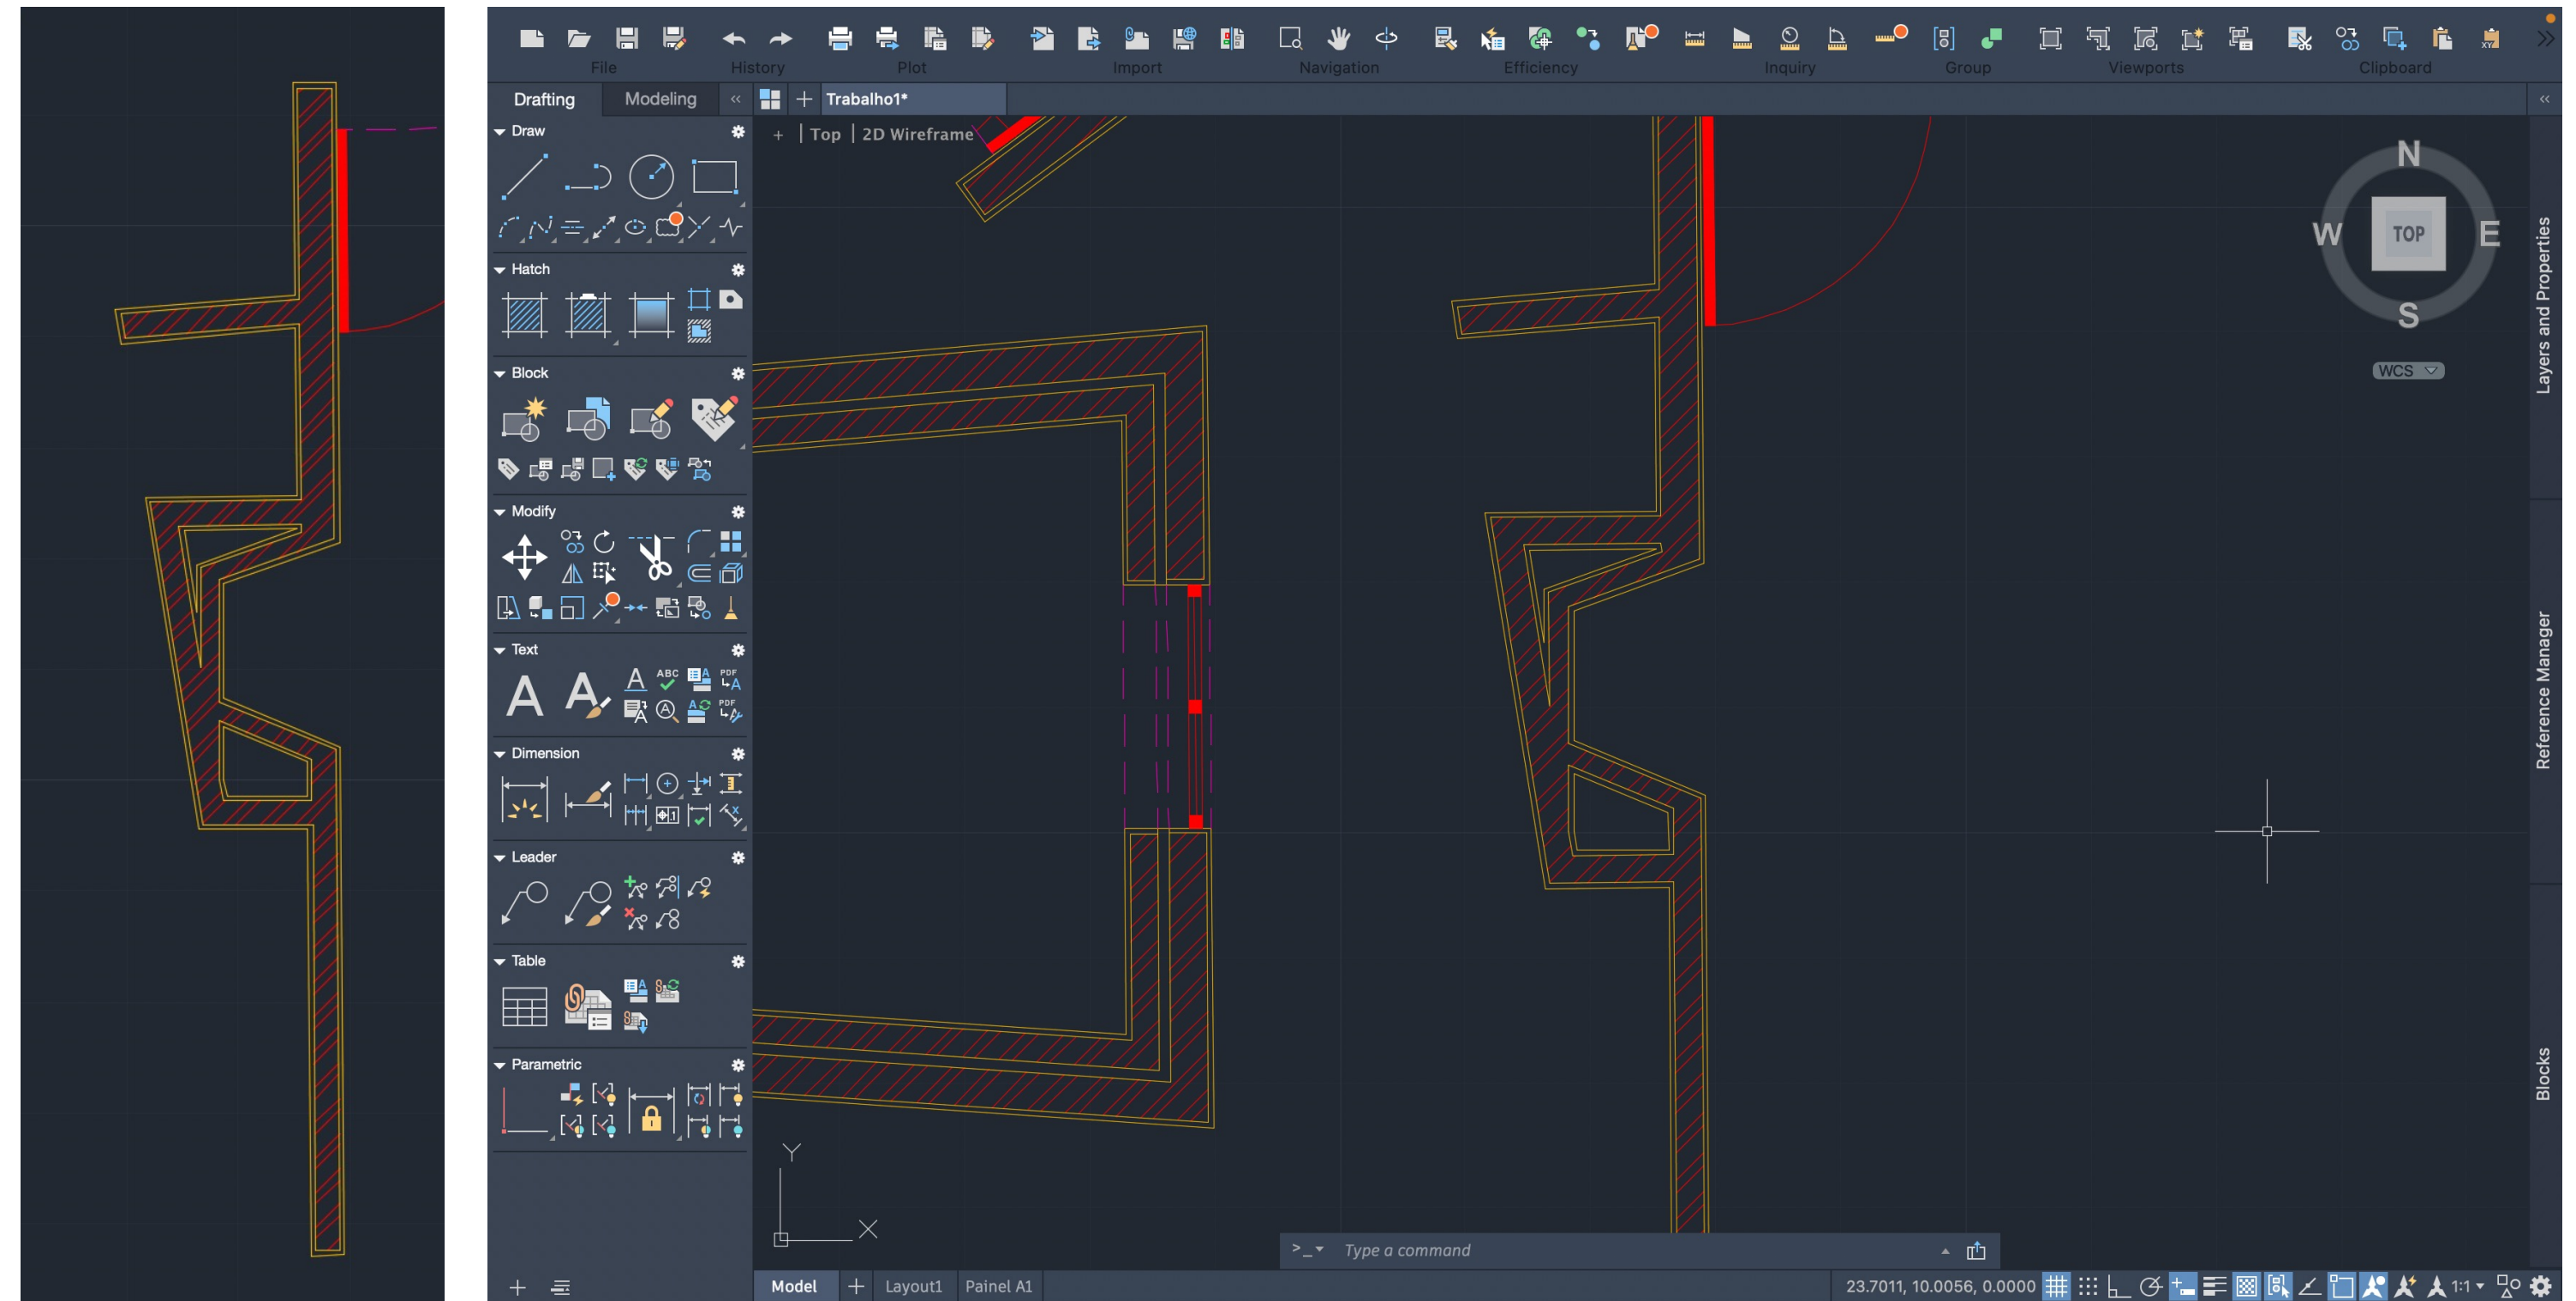 File History Plot Import Navigation Efficiency Inquiry Group Viewports Clipboard
Drafting Modeling Trabalho1*
Draw
+ | Top | 2D Wireframe
Hatch
Block
Modify
Text
Dimension
Leader
Table
Parametric
N
W TOP E
S
WCS
Layers and Properties
Reference Manager
Blocks
Y
X
>_ Type a command
Model + Layout1 Painel A1
23.7011, 10.0056, 0.0000 1:1